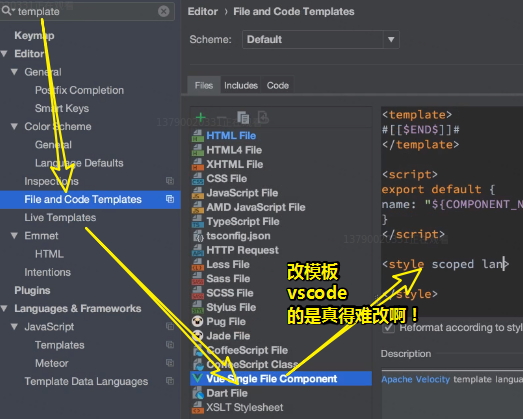 template
Editor › File and Code Templates
Keymap
Scheme: Default
Editor
General
Postfix Completion
Smart Keys
Color Scheme
General
Language Defaults
Inspections
File and Code Templates
Live Templates
Emmet
HTML
Intentions
Plugins
Languages & Frameworks
JavaScript
Templates
Meteor
Template Data Languages
Files Includes Code
HTML File
HTML4 File
XHTML File
CSS File
JavaScript File
AMD JavaScript File
TypeScript File
tsconfig.json
HTTP Request
Less File
Sass File
SCSS File
Stylus File
Pug File
Jade File
CoffeeScript File
CoffeeScript Class
Vue Single File Component
Dart File
XSLT Stylesheet
<template>
#[[$END$]]#
</template>
<script>
export default {
name: "${COMPONENT_N
}
</script>
<style scoped lan>
</style>
改模板
vscode
的是真得难改啊！
Reformat according to styl
Description
Apache Velocity template langu